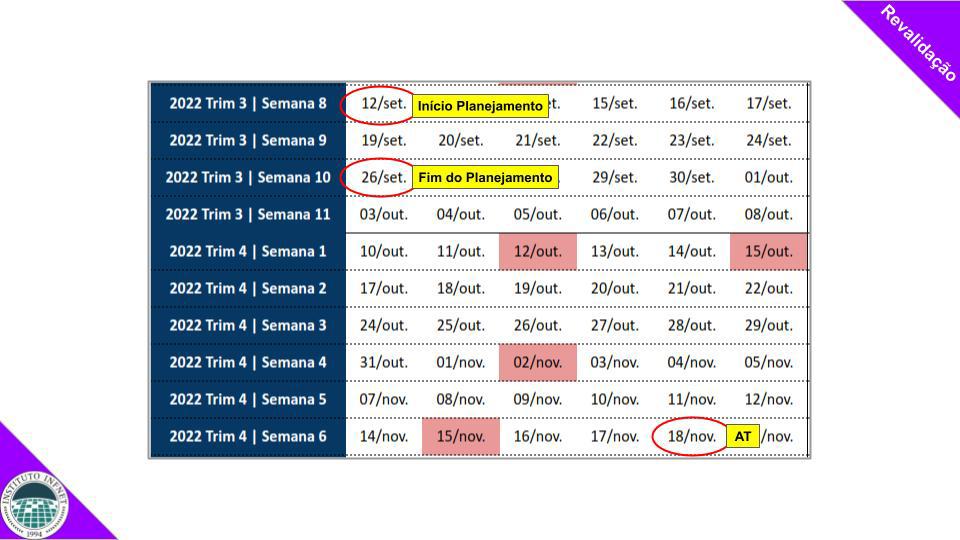 Revalidação
2022 Trim 3 | Semana 8 12/set. Início Planejamento et. 15/set. 16/set. 17/set.
2022 Trim 3 | Semana 9 19/set. 20/set. 21/set. 22/set. 23/set. 24/set.
2022 Trim 3 | Semana 10 26/set. Fim do Planejamento 29/set. 30/set. 01/out.
2022 Trim 3 | Semana 11 03/out. 04/out. 05/out. 06/out. 07/out. 08/out.
2022 Trim 4 | Semana 1 10/out. 11/out. 12/out. 13/out. 14/out. 15/out.
2022 Trim 4 | Semana 2 17/out. 18/out. 19/out. 20/out. 21/out. 22/out.
2022 Trim 4 | Semana 3 24/out. 25/out. 26/out. 27/out. 28/out. 29/out.
2022 Trim 4 | Semana 4 31/out. 01/nov. 02/nov. 03/nov. 04/nov. 05/nov.
2022 Trim 4 | Semana 5 07/nov. 08/nov. 09/nov. 10/nov. 11/nov. 12/nov.
2022 Trim 4 | Semana 6 14/nov. 15/nov. 16/nov. 17/nov. 18/nov. AT /nov.
INSTITUTO INFNET
1994